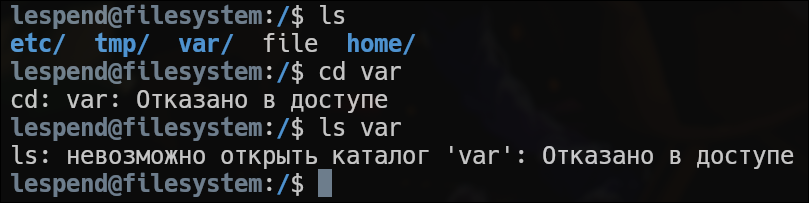 lespend@filesystem:/$ ls
etc/  tmp/  var/  file  home/
lespend@filesystem:/$ cd var
cd: var: Отказано в доступе
lespend@filesystem:/$ ls var
ls: невозможно открыть каталог 'var': Отказано в доступе
lespend@filesystem:/$